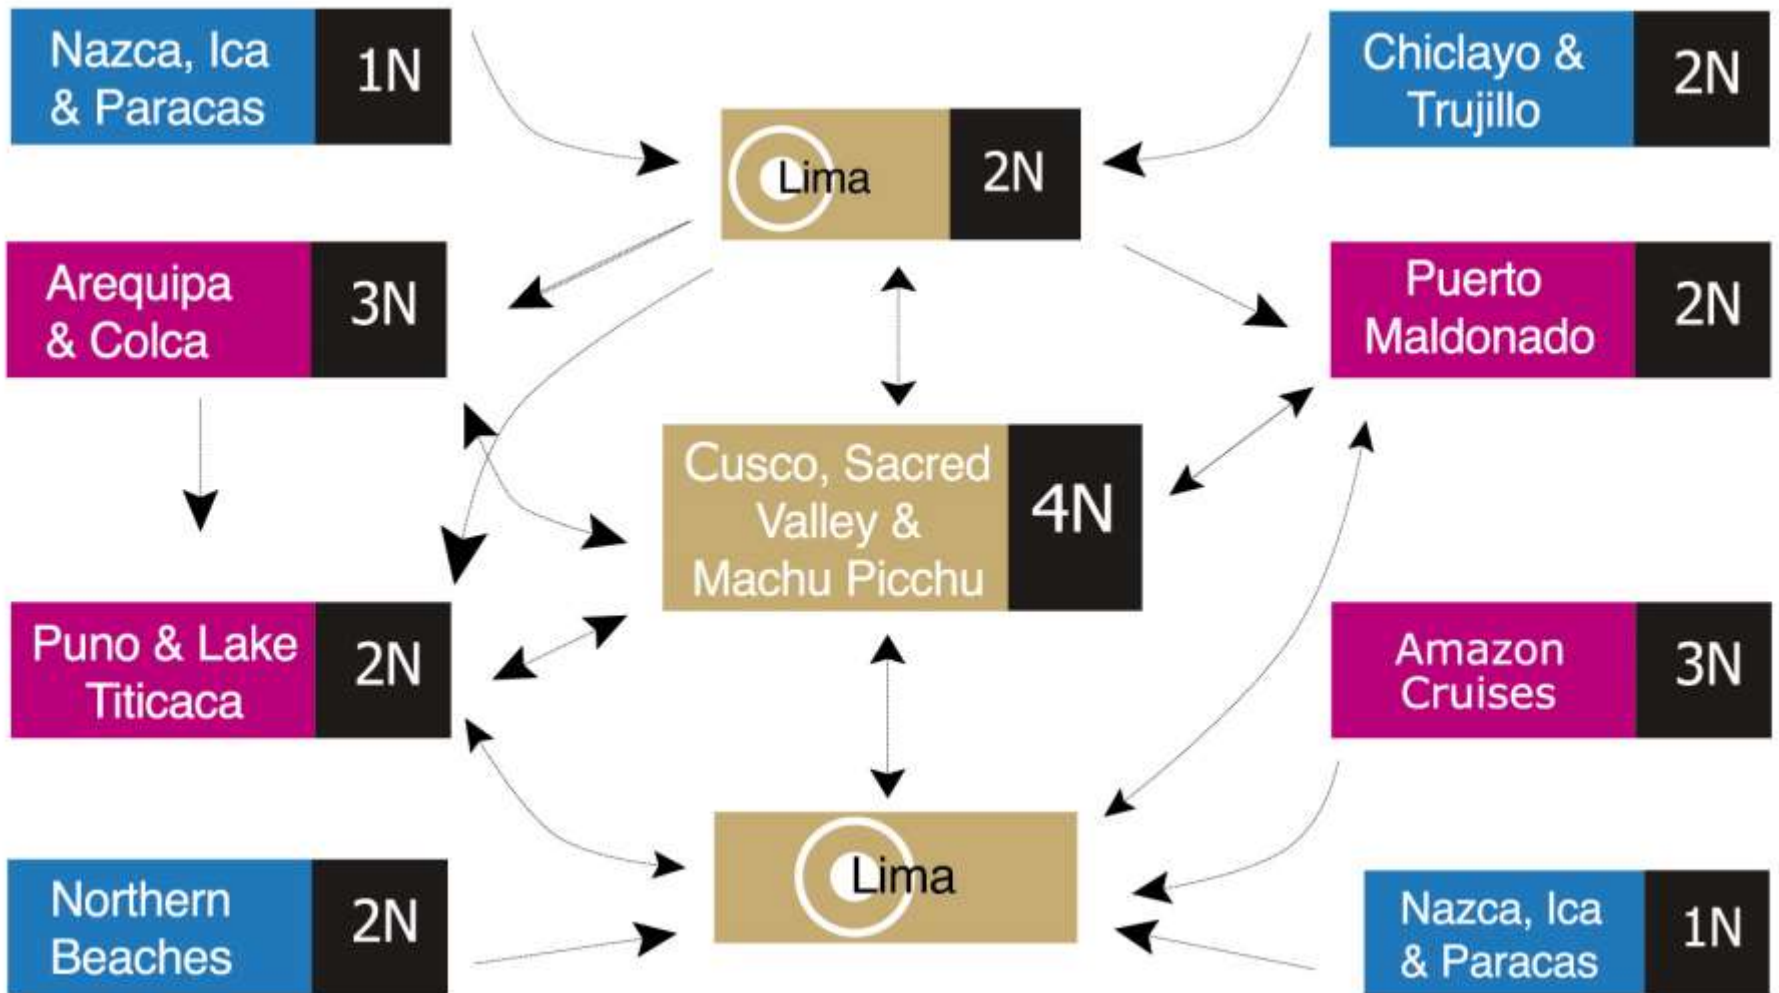 Nazca, Ica
& Paracas
1N
Chiclayo &
Trujillo
2N
Lima
2N
Arequipa
& Colca
3N
Puerto
Maldonado
2N
Cusco, Sacred
Valley &
Machu Picchu
4N
Puno & Lake
Titicaca
2N
Amazon
Cruises
3N
Lima
Northern
Beaches
2N
Nazca, Ica
& Paracas
1N